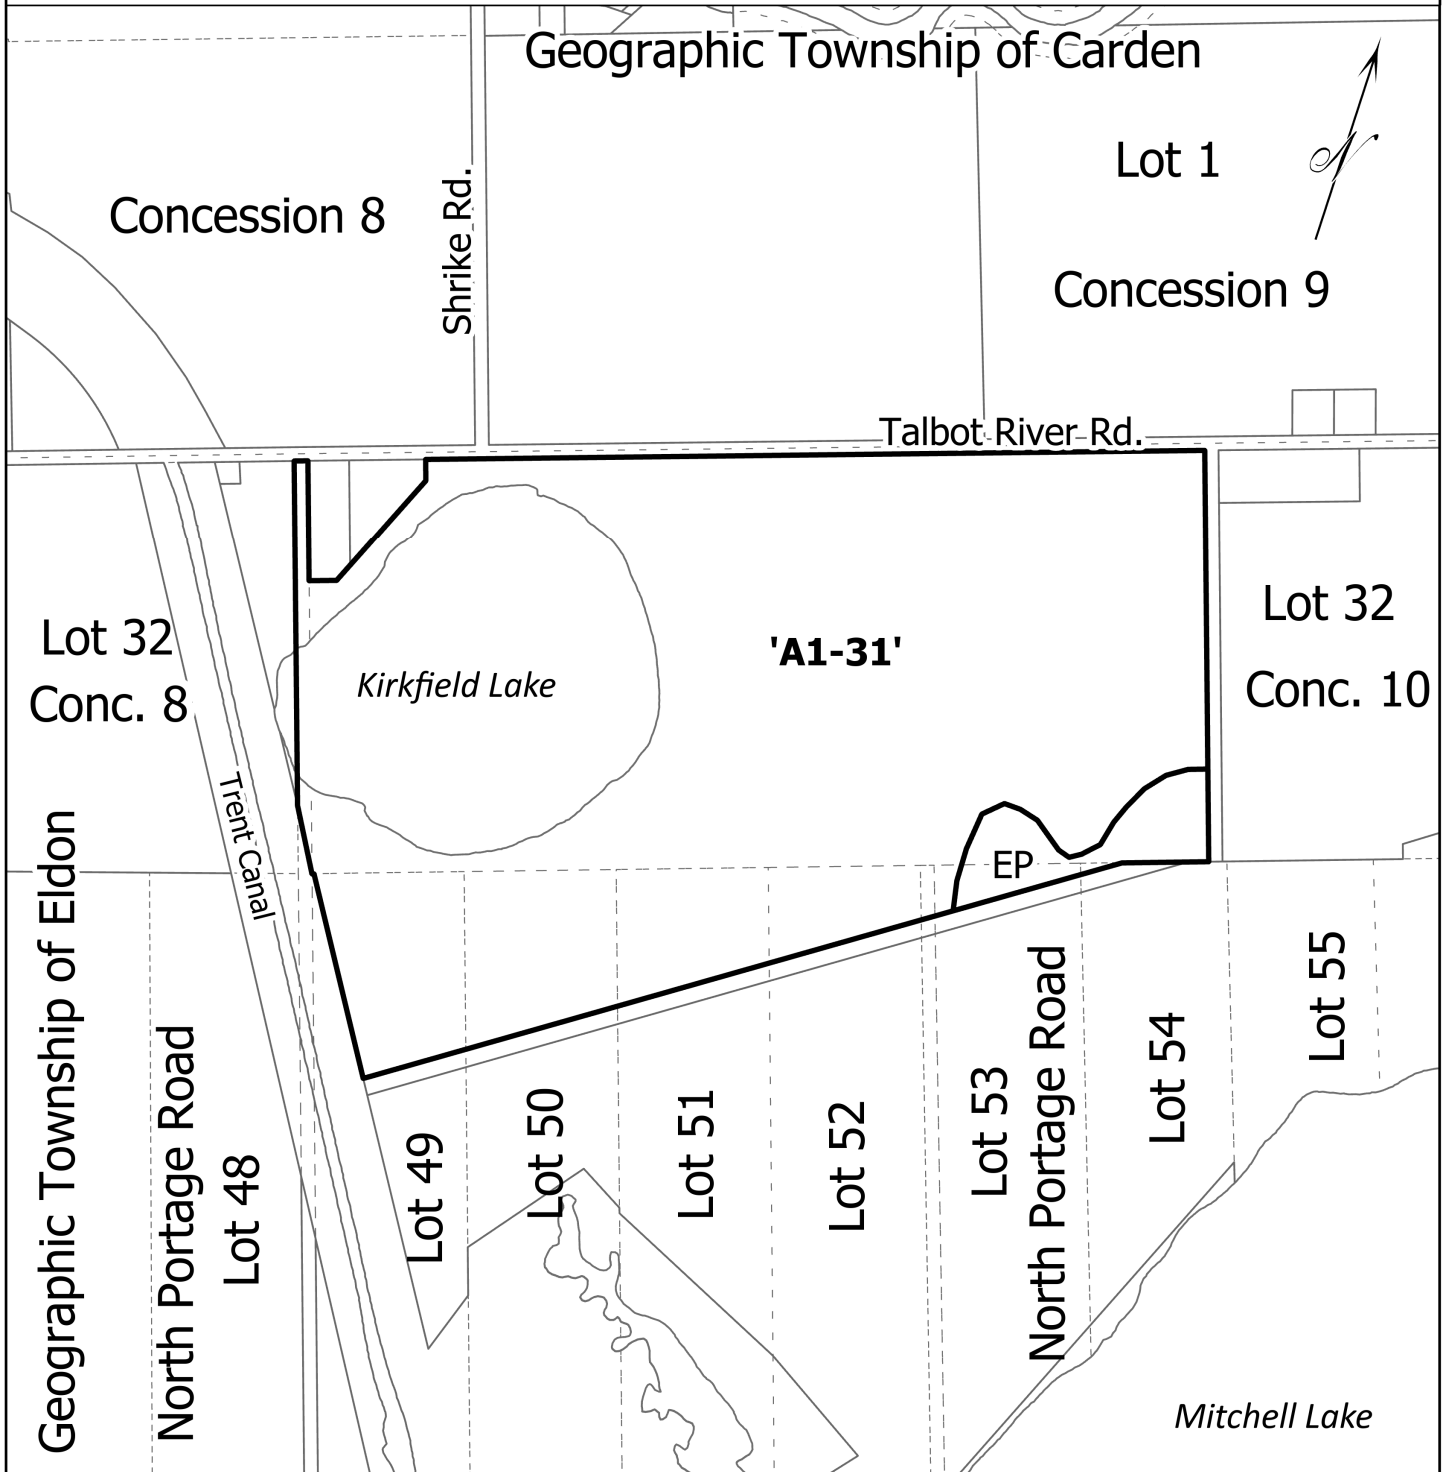 Geographic Township of Carden
Lot 1
N
Concession 8
Shrike Rd.
Concession 9
Talbot River Rd.
Lot 32
Conc. 8
Kirkfield Lake
'A1-31'
Lot 32
Conc. 10
Trent Canal
EP
Geographic Township of Eldon
North Portage Road
Lot 48
Lot 49
Lot 50
Lot 51
Lot 52
Lot 53
North Portage Road
Lot 54
Lot 55
Mitchell Lake